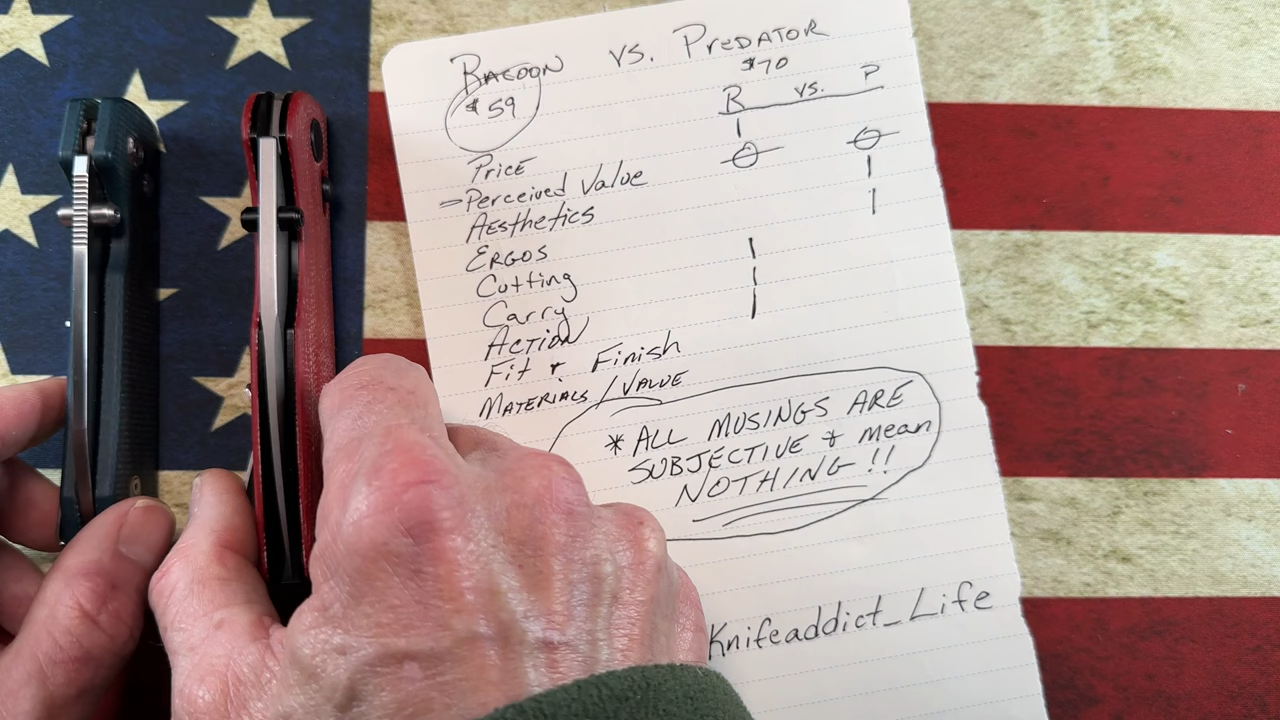 RACOON vs. PREDATOR
$59
$70
R vs. P
PRICE
= Perceived Value
AESthetics
ERGOS
Cutting
Carry
ACTION
Fit & Finish
MATERIALS / VALUE
* ALL MUSINGS ARE
SUBJECTIVE & mean
NOTHING !!
Knifeaddict_Life